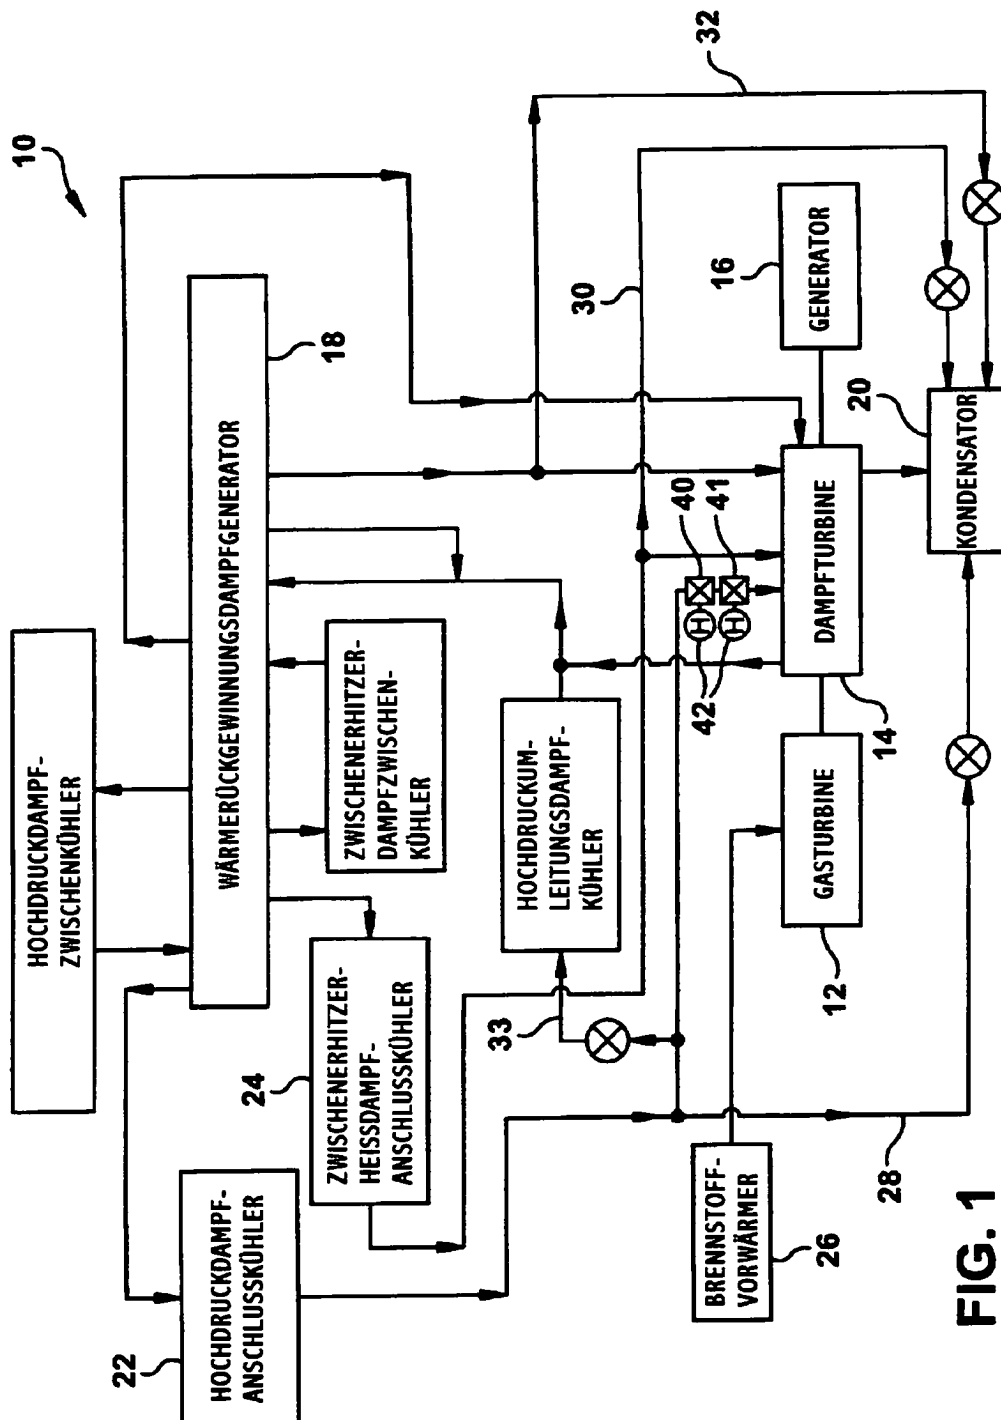 10
HOCHDRUCKDAMPF-
ZWISCHENKÜHLER
WÄRMERÜCKGEWINNUNGSDAMPFGENERATOR
18
22
HOCHDRUCKDAMPF-
ANSCHLUSSKÜHLER
24
ZWISCHENERHITZER-
HEISSDAMPF-
ANSCHLUSSKÜHLER
ZWISCHENERHITZER-
DAMPFZWISCHEN-
KÜHLER
33
HOCHDRUCKUM-
LEITUNGSDAMPF-
KÜHLER
30
32
42
H
H
40
41
BRENNSTOFF-
VORWÄRMER
26
GASTURBINE
12
DAMPFTURBINE
14
GENERATOR
16
28
KONDENSATOR
20
FIG. 1